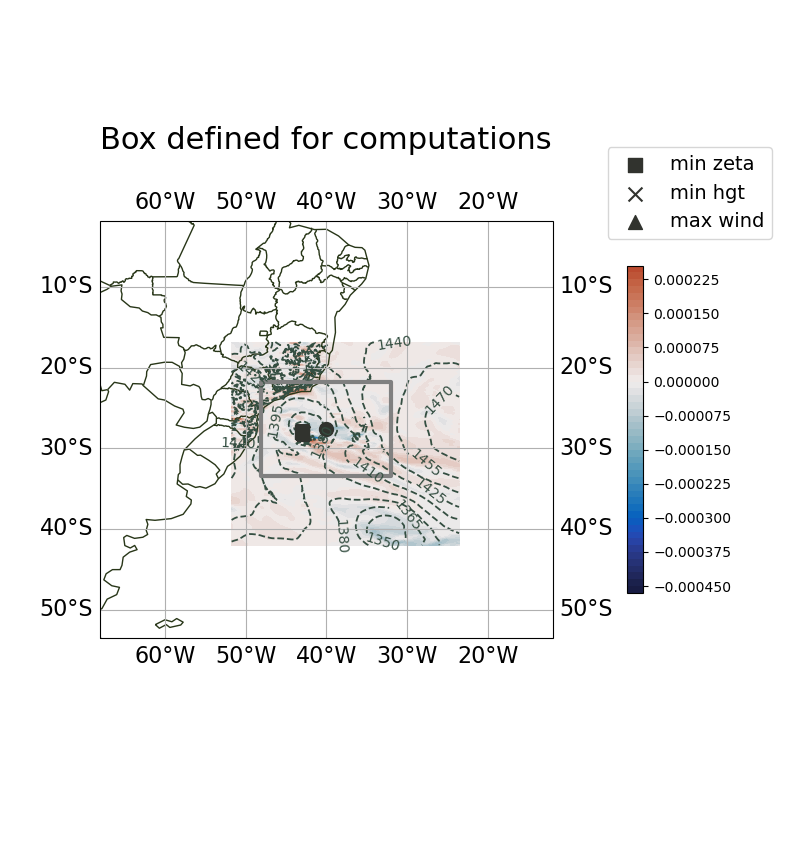 Box defined for computations
min zeta
min hgt
max wind
60°W 50°W 40°W 30°W 20°W
10°S 10°S
20°S 20°S
30°S 30°S
40°S 40°S
50°S 50°S
60°W 50°W 40°W 30°W 20°W
1440
1470
1395
1410
1455
1425
1365
1380
1350
0.000225
0.000150
0.000075
0.000000
−0.000075
−0.000150
−0.000225
−0.000300
−0.000375
−0.000450